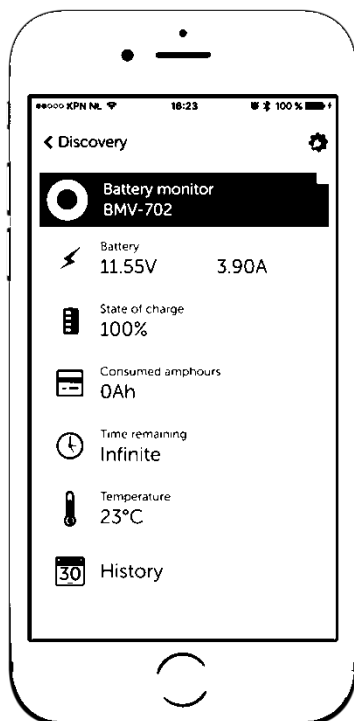 KPN NL 16:23 100 %
Discovery
Battery monitor
BMV-702
Battery
11.55V 3.90A
State of charge
100%
Consumed amphours
0Ah
Time remaining
Infinite
Temperature
23°C
30 History